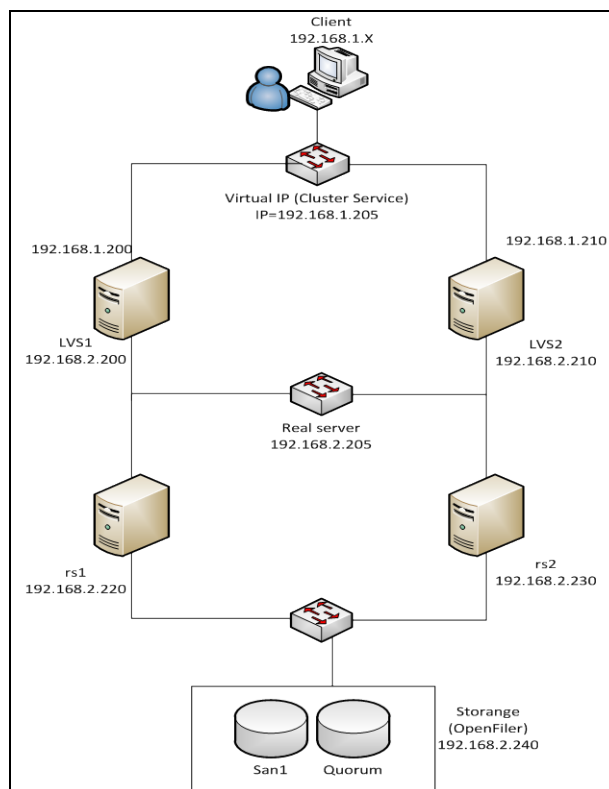 Client
192.168.1.X
Virtual IP (Cluster Service)
IP=192.168.1.205
192.168.1.200
192.168.1.210
LVS1
192.168.2.200
LVS2
192.168.2.210
Real server
192.168.2.205
rs1
192.168.2.220
rs2
192.168.2.230
Storange
(OpenFiler)
192.168.2.240
San1
Quorum